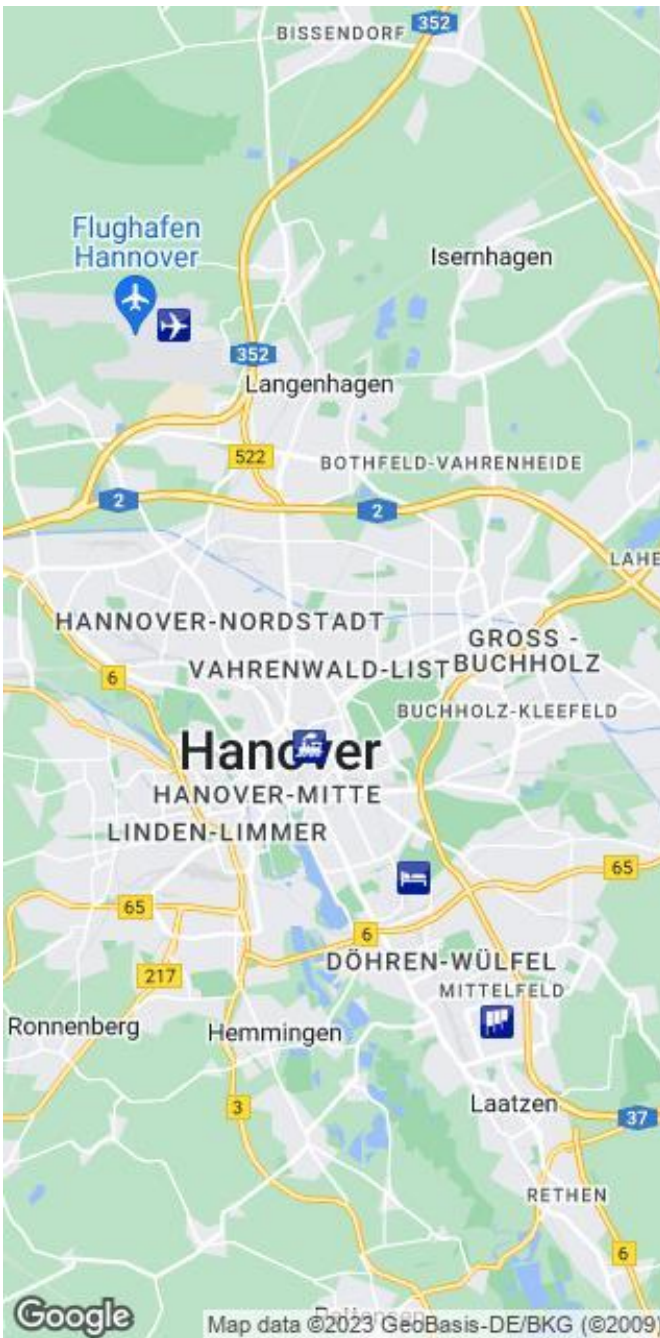 BISSENDORF
352
Flughafen
Hannover
Isernhagen
352
Langenhagen
522
BOTHFELD-VAHRENHEIDE
2
2
LAHE
HANNOVER-NORDSTADT
GROSS -
BUCHHOLZ
VAHRENWALD-LIST
6
BUCHHOLZ-KLEEFELD
Hanover
HANOVER-MITTE
LINDEN-LIMMER
65
65
6
DÖHREN-WÜLFEL
217
MITTELFELD
Ronnenberg
Hemmingen
Laatzen
3
37
RETHEN
6
Google
Map data ©2023 GeoBasis-DE/BKG (©2009)